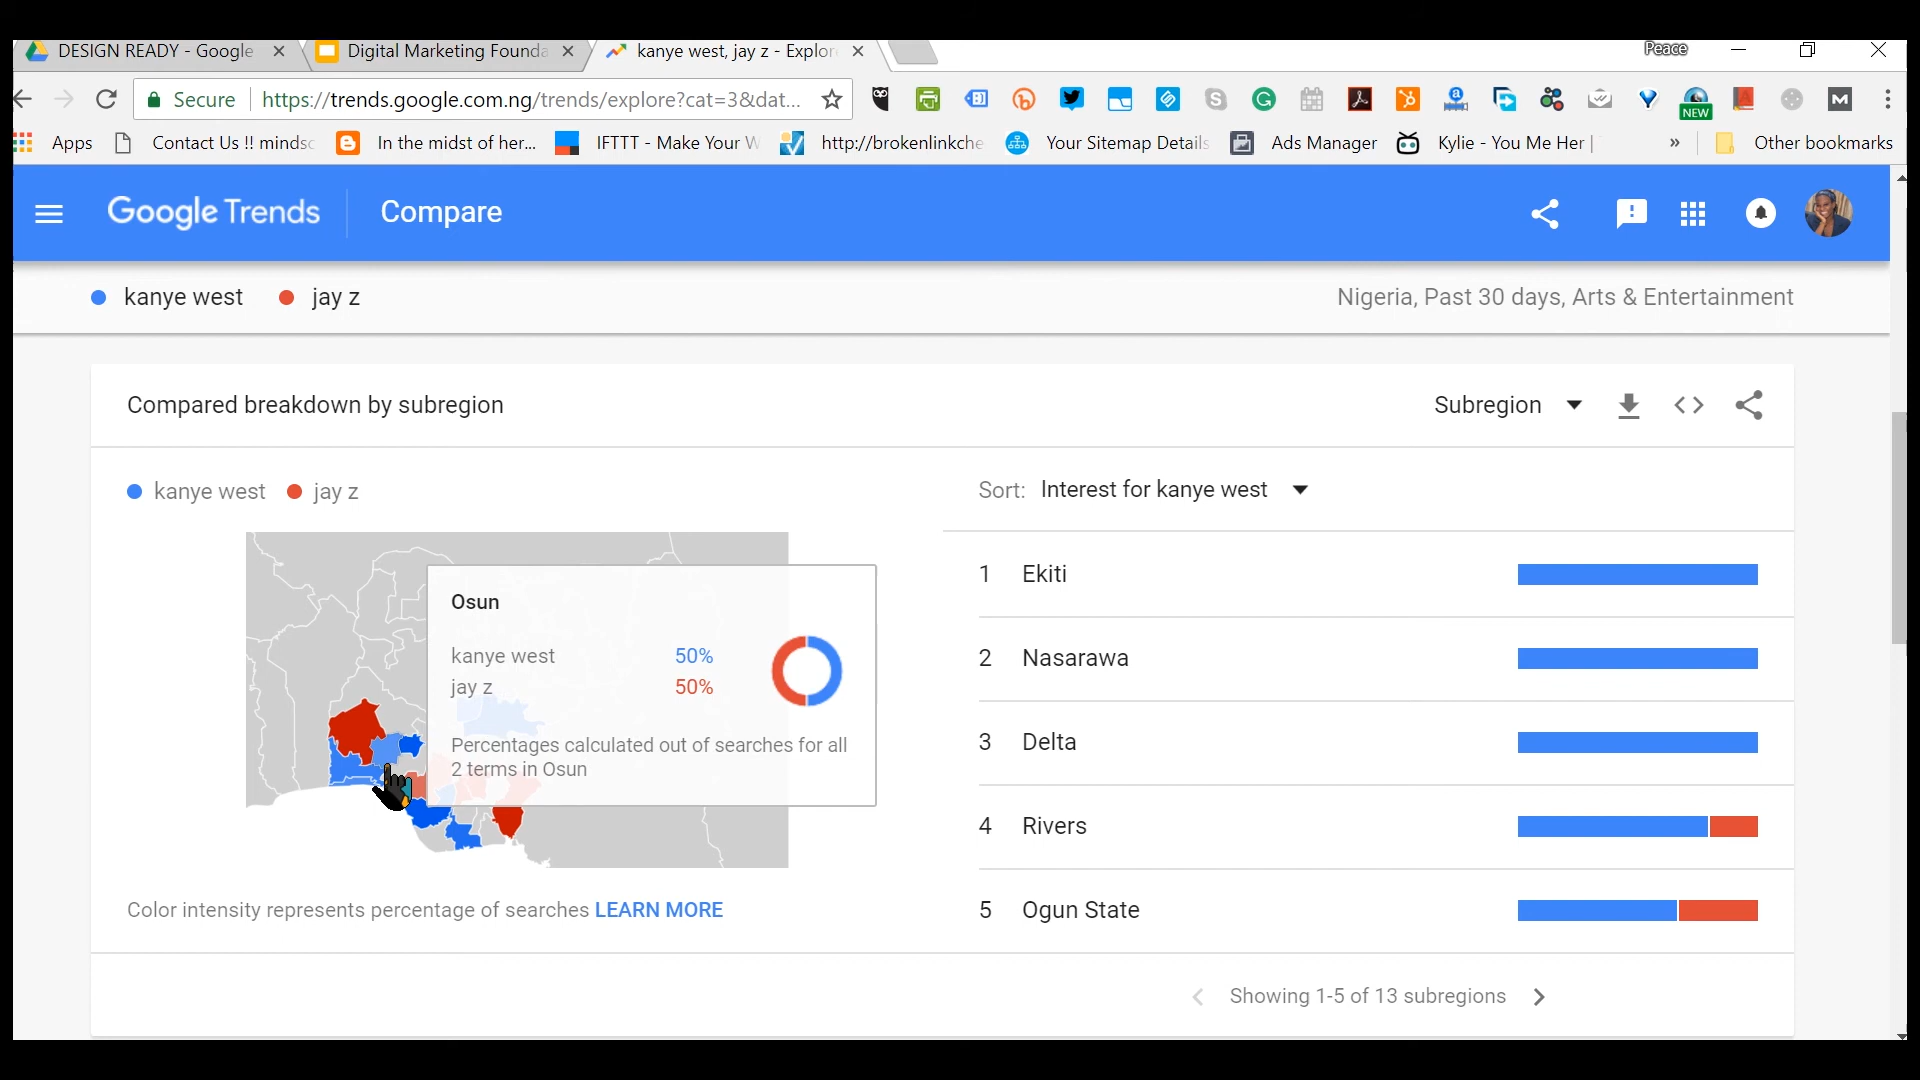 DESIGN READY - Google
Digital Marketing Founda
kanye west, jay z - Explor
Peace
Secure
https://trends.google.com.ng/trends/explore?cat=3&dat...
NEW
Apps
Contact Us !! mindsc
In the midst of her...
IFTTT - Make Your W
http://brokenlinkche
Your Sitemap Details
Ads Manager
Kylie - You Me Her |
»
Other bookmarks
Google Trends
Compare
kanye west
jay z
Nigeria, Past 30 days, Arts & Entertainment
Compared breakdown by subregion
Subregion
kanye west
jay z
Sort: Interest for kanye west
Osun
kanye west 50%
jay z 50%
Percentages calculated out of searches for all
2 terms in Osun
1 Ekiti
2 Nasarawa
3 Delta
4 Rivers
5 Ogun State
Color intensity represents percentage of searches LEARN MORE
Showing 1-5 of 13 subregions